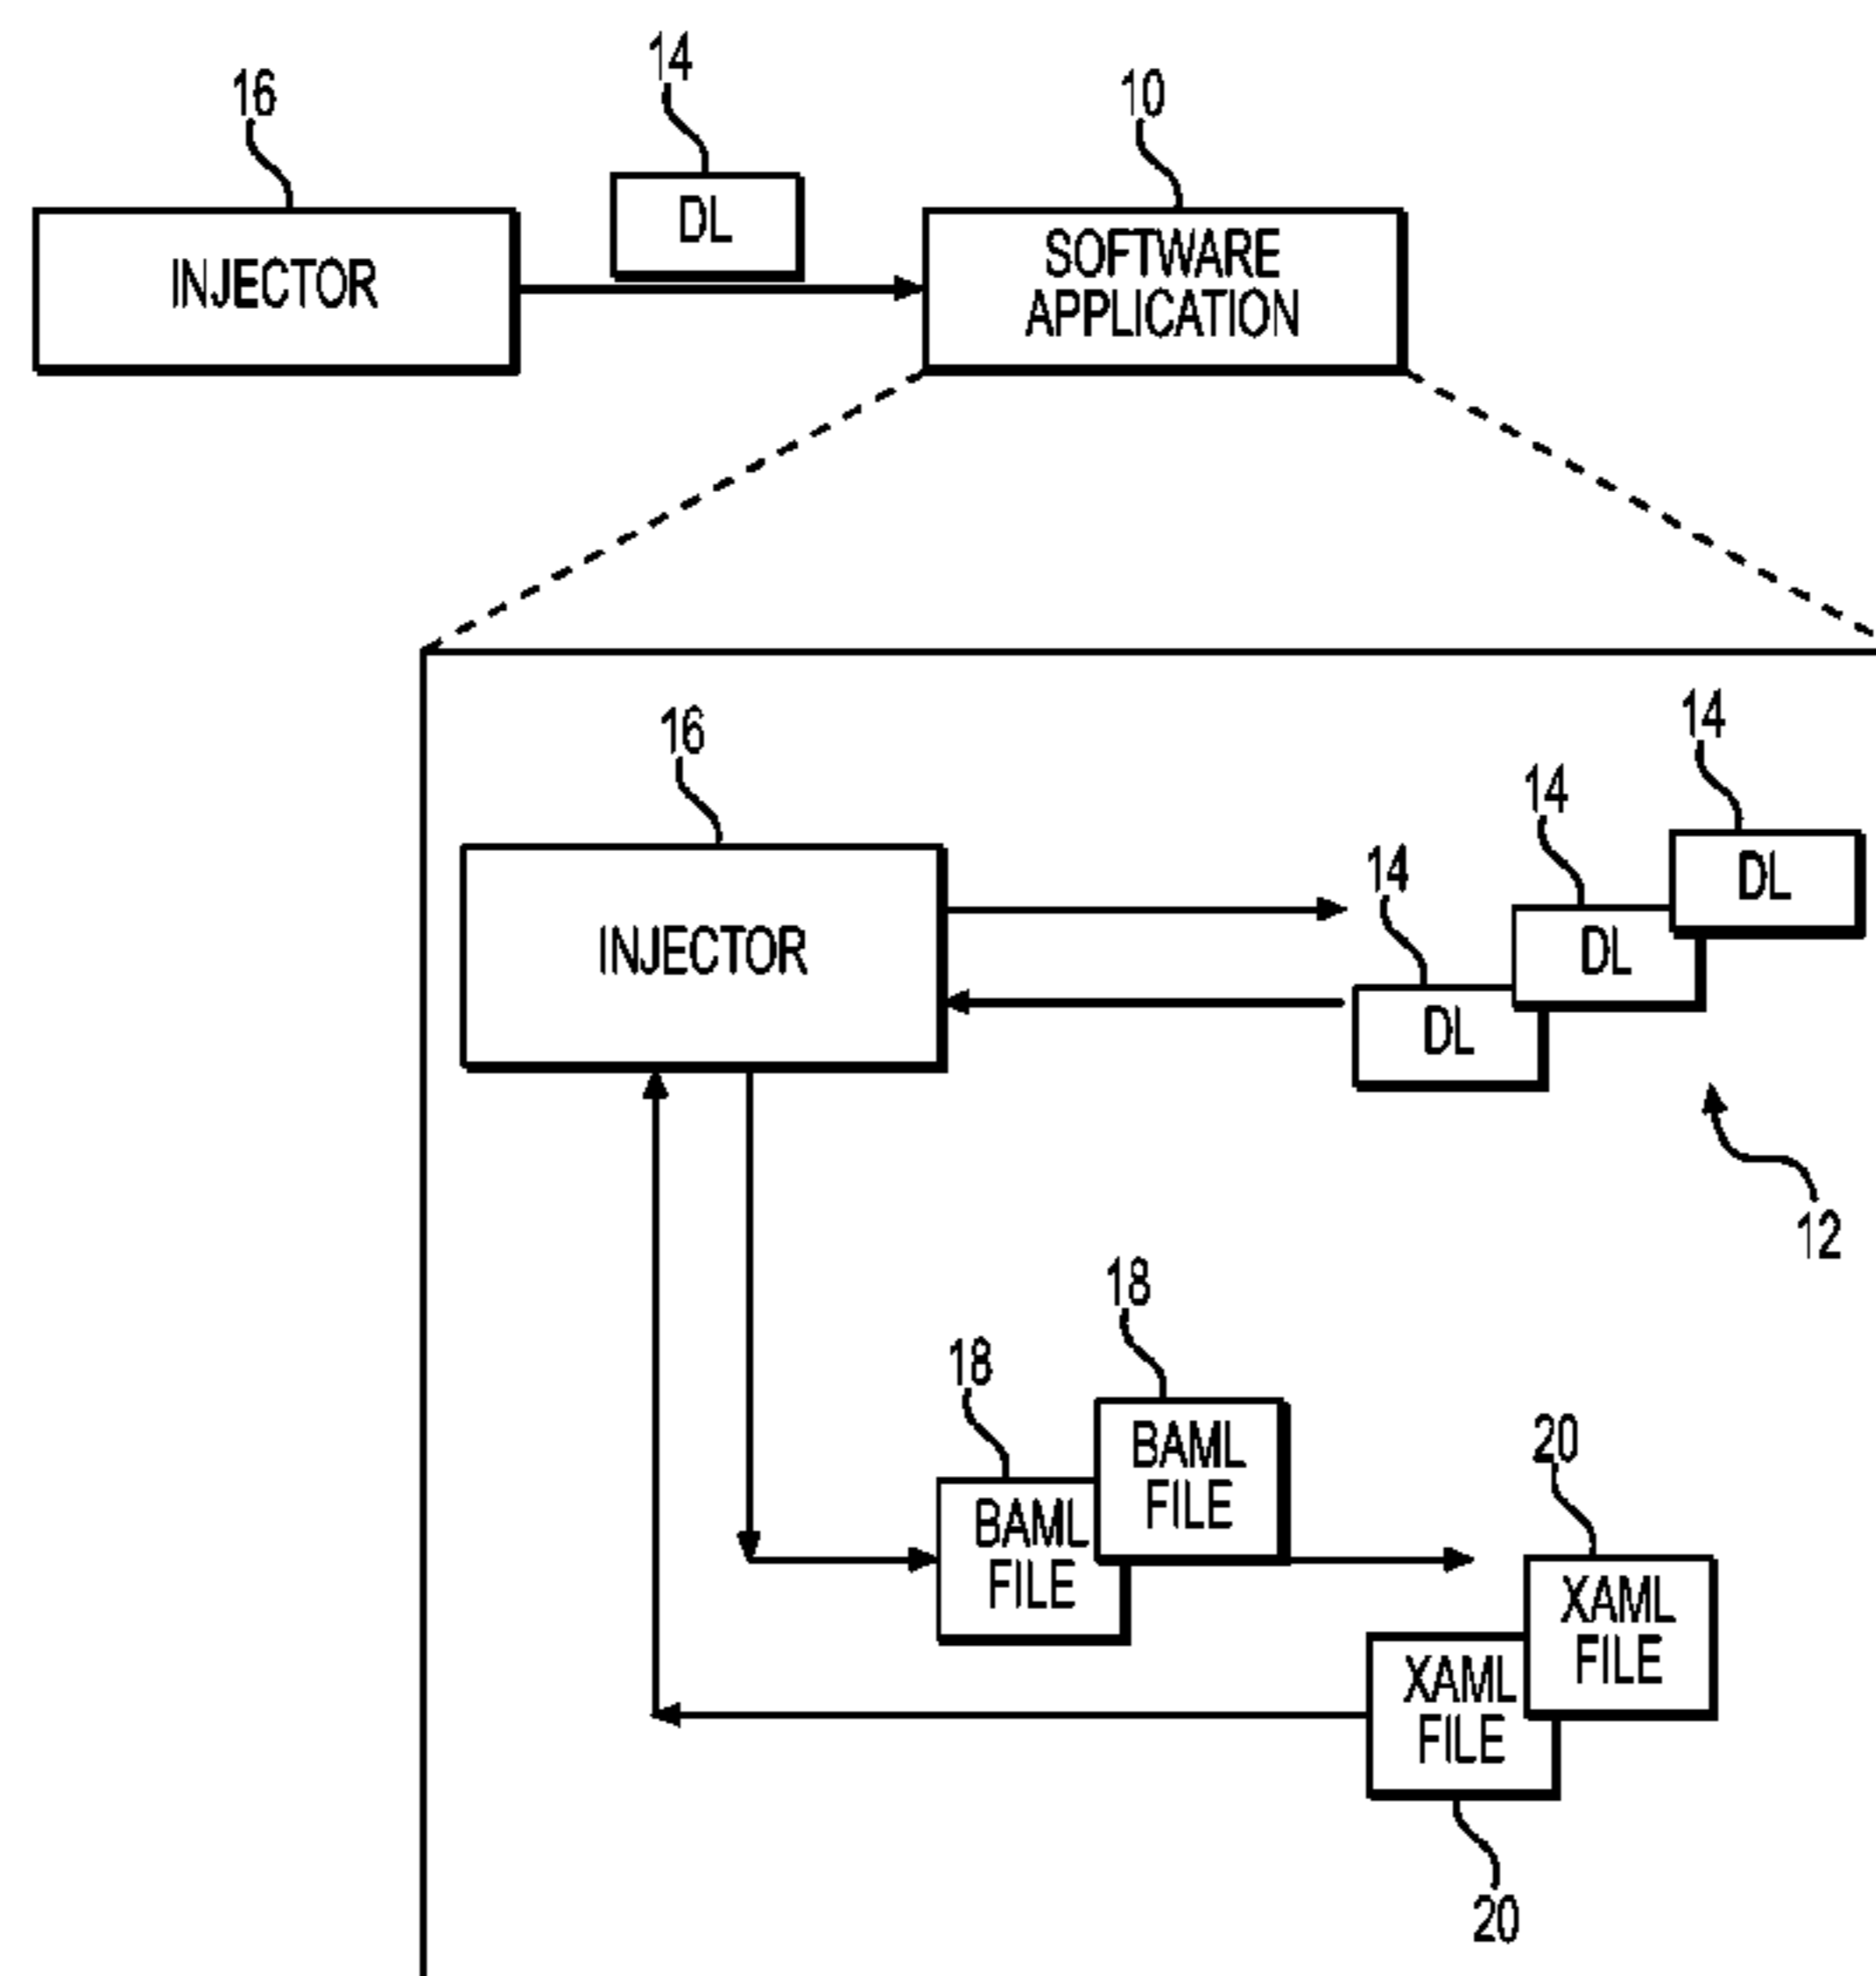 16
14
10
INJECTOR
DL
SOFTWARE
APPLICATION
16
14
14
14
INJECTOR
DL
DL
DL
12
18
18
BAML
FILE
BAML
FILE
20
XAML
FILE
XAML
FILE
20